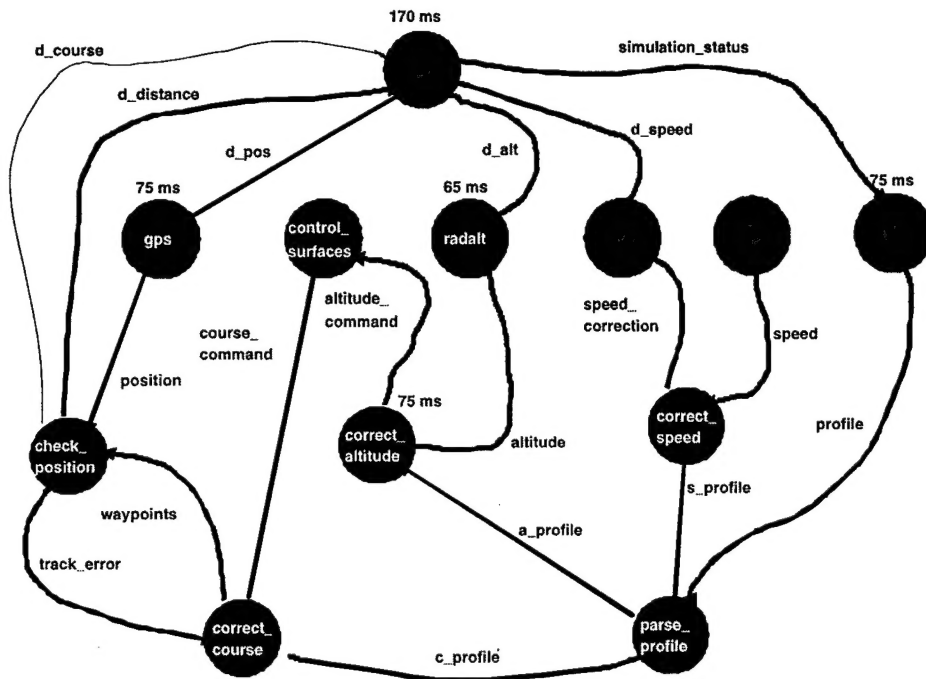 170 ms
d_course
simulation_status
d_distance
d_speed
d_pos
d_alt
75 ms
65 ms
75 ms
gps
control_
surfaces
radalt
altitude_
command
speed_
correction
course_
command
speed
position
75 ms
profile
correct_
altitude
altitude
correct_
speed
check_
position
s_profile
waypoints
a_profile
track_error
correct_
course
parse_
profile
c_profile